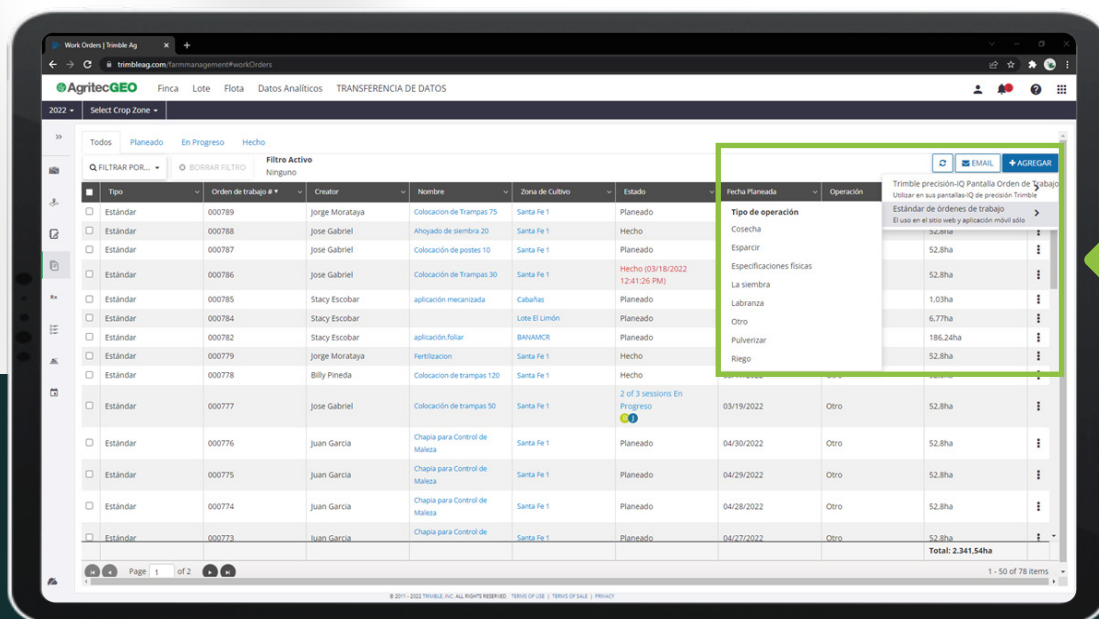 Work Orders | Trimble Ag
trimbleag.com/farmmanagement#workOrders
AgritecGEO Finca Lote Flota Datos Analíticos TRANSFERENCIA DE DATOS
2022 Select Crop Zone
Todos Planeado En Progreso Hecho
FILTRAR POR... BORRAR FILTRO Filtro Activo
Ninguno
EMAIL + AGREGAR
Trimble precisión-IQ Pantalla Orden de Trabajo
Utilizar en sus pantallas-IQ de precisión Trimble
Estándar de órdenes de trabajo
El uso en el sitio web y aplicación móvil sólo
Tipo Orden de trabajo # Creator Nombre Zona de Cultivo Estado Fecha Planeada Operación
Tipo de operación
Cosecha
Esparcir
Especificaciones físicas
La siembra
Labranza
Otro
Pulverizar
Riego
Estándar 000789 Jorge Morataya Colocacion de Trampas 75 Santa Fe 1 Planeado
Estándar 000788 Jose Gabriel Ahoyado de siembra 20 Santa Fe 1 Hecho 52,8ha
Estándar 000787 Jose Gabriel Colocación de postes 10 Santa Fe 1 Planeado 52,8ha
Estándar 000786 Jose Gabriel Colocación de Trampas 30 Santa Fe 1 Hecho (03/18/2022 52,8ha
12:41:26 PM)
Estándar 000785 Stacy Escobar aplicación mecanizada Cabañas Planeado 1,03ha
Estándar 000784 Stacy Escobar Lote El Limón Planeado 6,77ha
Estándar 000782 Stacy Escobar aplicación.foliar BANAMCR Planeado 186,24ha
Estándar 000779 Jorge Morataya Fertilizacion Santa Fe 1 Hecho 52,8ha
Estándar 000778 Billy Pineda Colocacion de trampas 120 Santa Fe 1 Hecho
Estándar 000777 Jose Gabriel Colocación de trampas 50 Santa Fe 1 2 of 3 sessions En
Progreso 03/19/2022 Otro 52,8ha
Estándar 000776 Juan Garcia Chapia para Control de
Maleza Santa Fe 1 Planeado 04/30/2022 Otro 52,8ha
Estándar 000775 Juan Garcia Chapia para Control de
Maleza Santa Fe 1 Planeado 04/29/2022 Otro 52,8ha
Estándar 000774 Juan Garcia Chapia para Control de
Maleza Santa Fe 1 Planeado 04/28/2022 Otro 52,8ha
Estándar 000773 Juan Garcia Chapia para Control de Santa Fe 1 Planeado 04/27/2022 Otro 52,8ha
Total: 2.341,54ha
Page 1 of 2 1 - 50 of 78 items
© 2011 - 2022 TRIMBLE, INC. ALL RIGHTS RESERVED. TERMS OF USE | TERMS OF SALE | PRIVACY